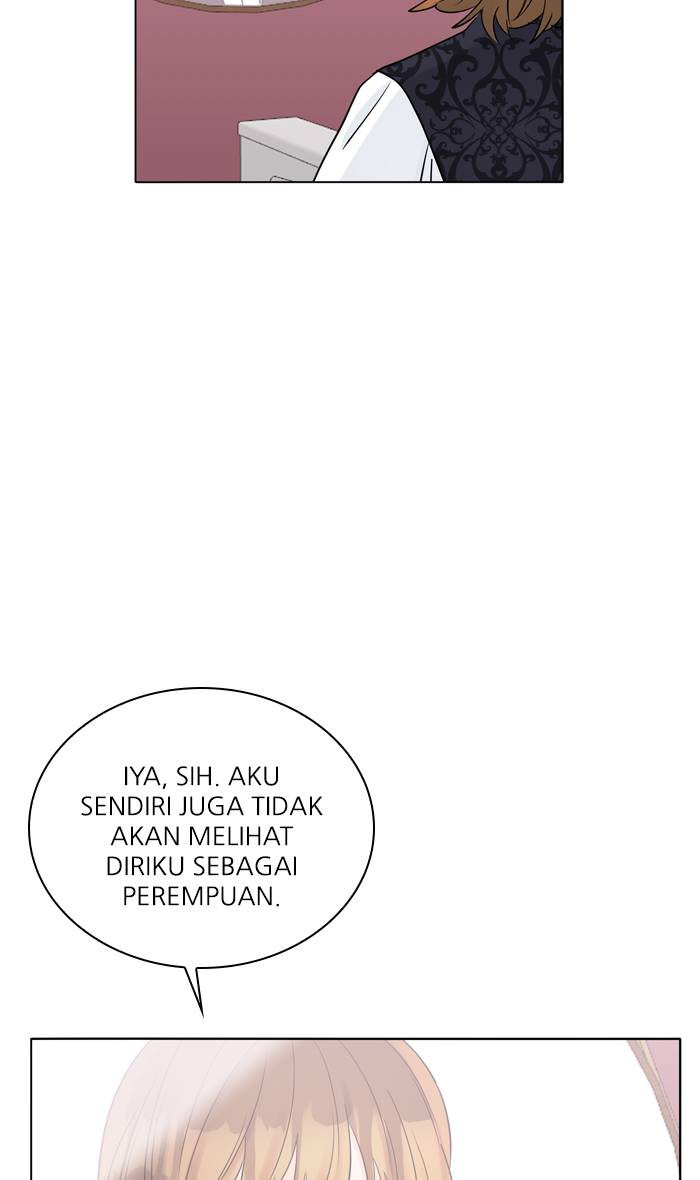 IYA, SIH. AKU
SENDIRI JUGA TIDAK
AKAN MELIHAT
DIRIKU SEBAGAI
PEREMPUAN.